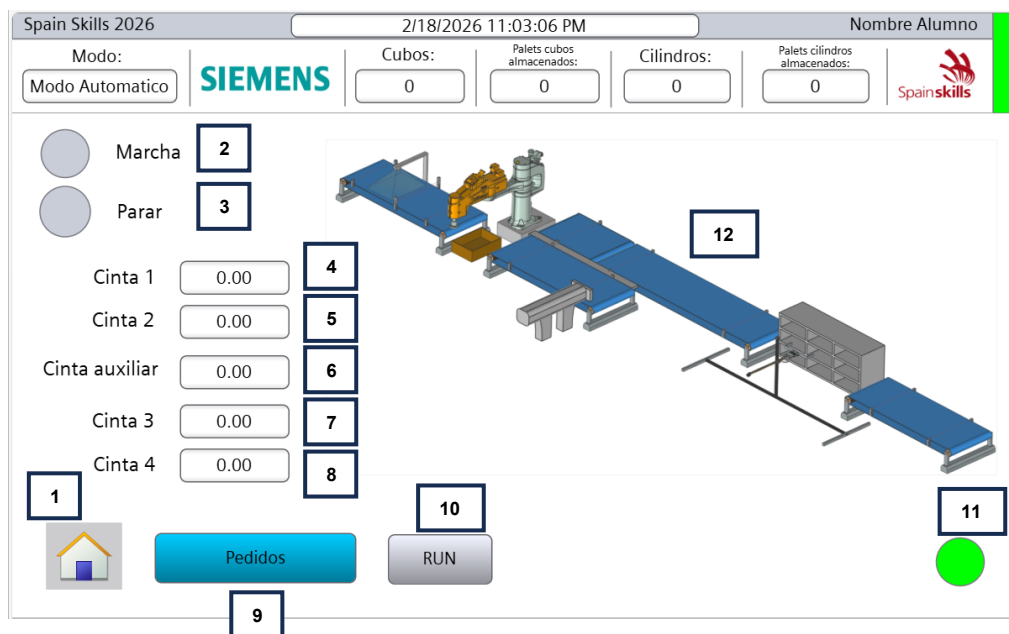 Spain Skills 2026
2/18/2026 11:03:06 PM
Nombre Alumno
Modo:
Modo Automatico
SIEMENS
Cubos:
0
Palets cubos
almacenados:
0
Cilindros:
0
Palets cilindros
almacenados:
0
Spainskills
Marcha
2
Parar
3
12
Cinta 1
0.00
4
Cinta 2
0.00
5
Cinta auxiliar
0.00
6
Cinta 3
0.00
7
Cinta 4
0.00
8
1
10
11
Pedidos
RUN
9